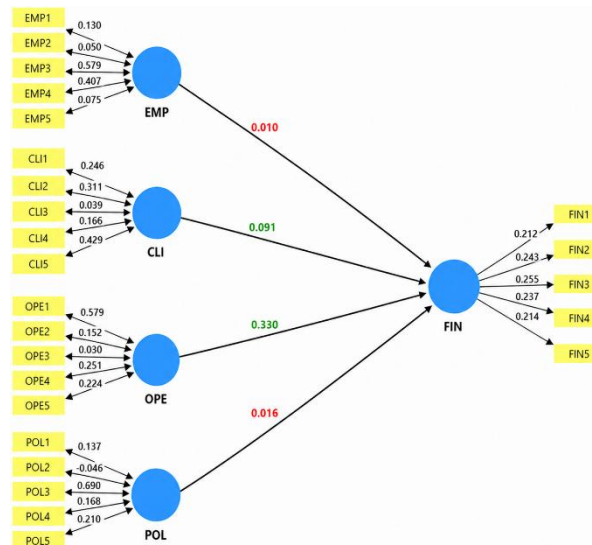 EMP1
0.130
EMP2
0.050
EMP3
0.579
EMP4
0.407
EMP5
0.075
EMP
0.010
CLI1
0.246
CLI2
0.311
CLI3
0.039
CLI4
0.166
CLI5
0.429
CLI
0.091
OPE1
0.579
OPE2
0.152
OPE3
0.030
OPE4
0.251
OPE5
0.224
OPE
0.330
POL1
0.137
POL2
-0.046
POL3
0.690
POL4
0.168
POL5
0.210
POL
0.016
FIN
0.212
FIN1
0.243
FIN2
0.255
FIN3
0.237
FIN4
0.214
FIN5